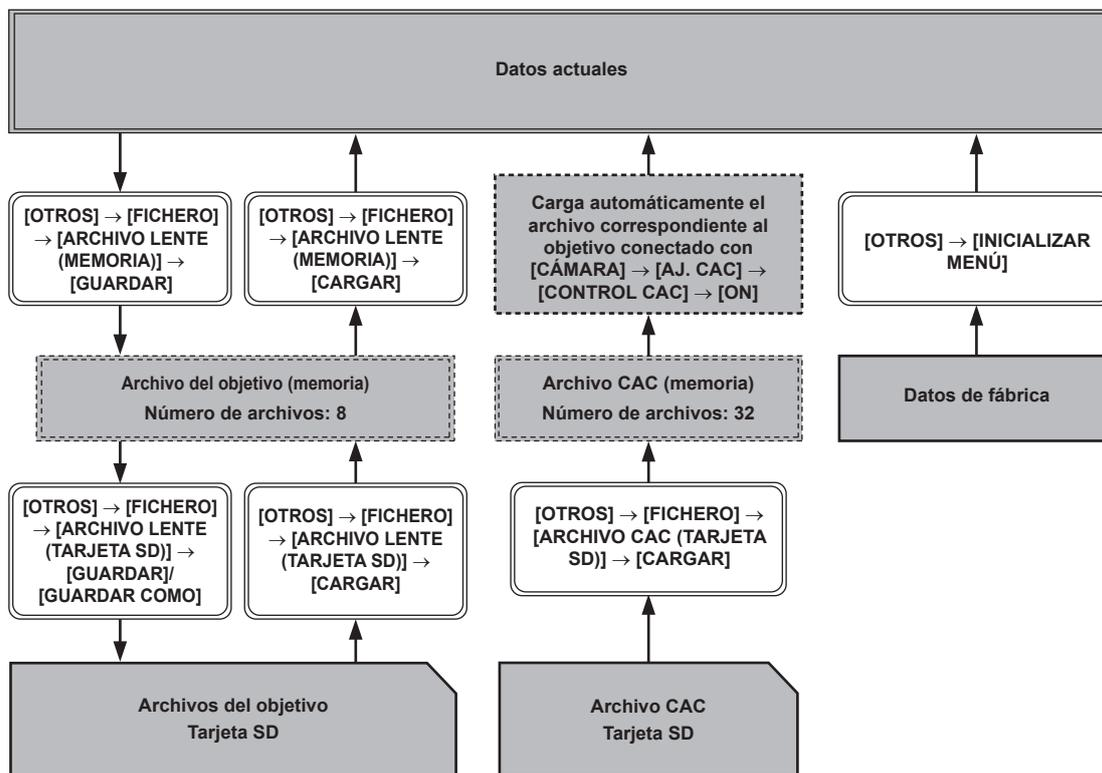 Datos actuales
[OTROS] → [FICHERO]
→ [ARCHIVO LENTE
(MEMORIA)] →
[GUARDAR]
[OTROS] → [FICHERO]
→ [ARCHIVO LENTE
(MEMORIA)] →
[CARGAR]
Carga automáticamente el
archivo correspondiente al
objetivo conectado con
[CÁMARA] → [AJ. CAC] →
[CONTROL CAC] → [ON]
[OTROS] → [INICIALIZAR
MENÚ]
Archivo del objetivo (memoria)
Número de archivos: 8
Archivo CAC (memoria)
Número de archivos: 32
Datos de fábrica
[OTROS] → [FICHERO]
→ [ARCHIVO LENTE
(TARJETA SD)] →
[GUARDAR]/
[GUARDAR COMO]
[OTROS] → [FICHERO]
→ [ARCHIVO LENTE
(TARJETA SD)] →
[CARGAR]
[OTROS] → [FICHERO] →
[ARCHIVO CAC (TARJETA
SD)] → [CARGAR]
Archivos del objetivo
Tarjeta SD
Archivo CAC
Tarjeta SD